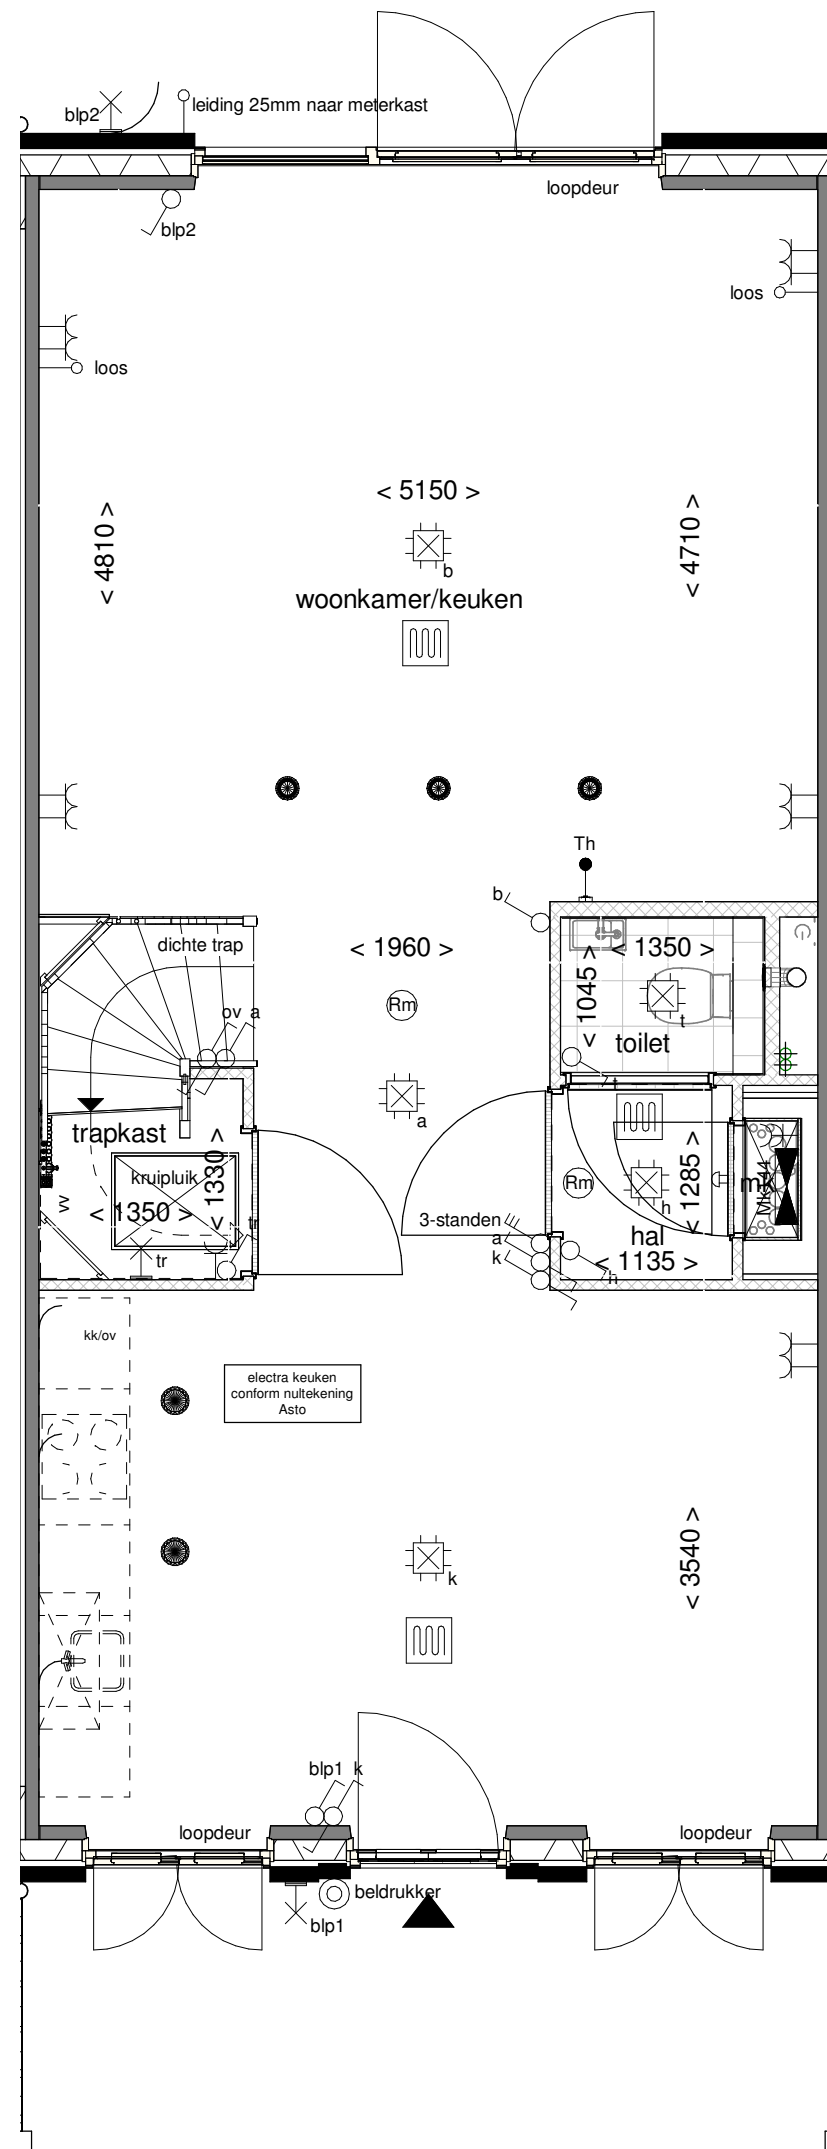 blp2
leiding 25mm naar meterkast
loopdeur
blp2
loos
loos
< 5150 >
< 4810 >
< 4710 >
b
woonkamer/keuken
Th
b
dichte trap
< 1960 >
< 1350 >
< 1045 >
ov a
Rm
t
toilet
t
a
trapkast
kruipluik
< 1330 >
< 1350 >
vv
tr
tr
Rm
h
< 1285 >
mk
3-standen
a
k
hal
< 1135 >
h
kk/ov
electra keuken
conform nultekening
Asto
< 3540 >
k
blp1 k
loopdeur
loopdeur
beldrukker
blp1